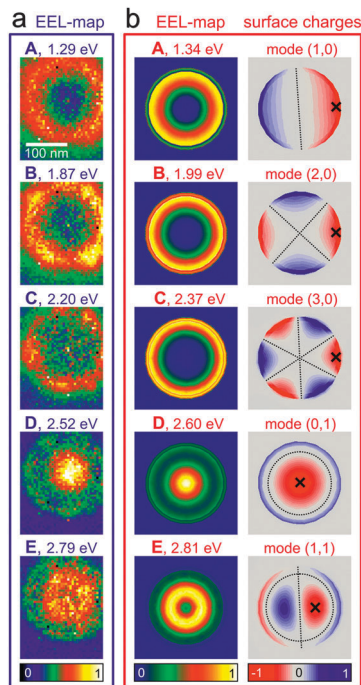 a
EEL-map
A, 1.29 eV
100 nm
B, 1.87 eV
C, 2.20 eV
D, 2.52 eV
E, 2.79 eV
0 1
b
EEL-map surface charges
A, 1.34 eV mode (1,0)
B, 1.99 eV mode (2,0)
C, 2.37 eV mode (3,0)
D, 2.60 eV mode (0,1)
E, 2.81 eV mode (1,1)
0 1 -1 0 1